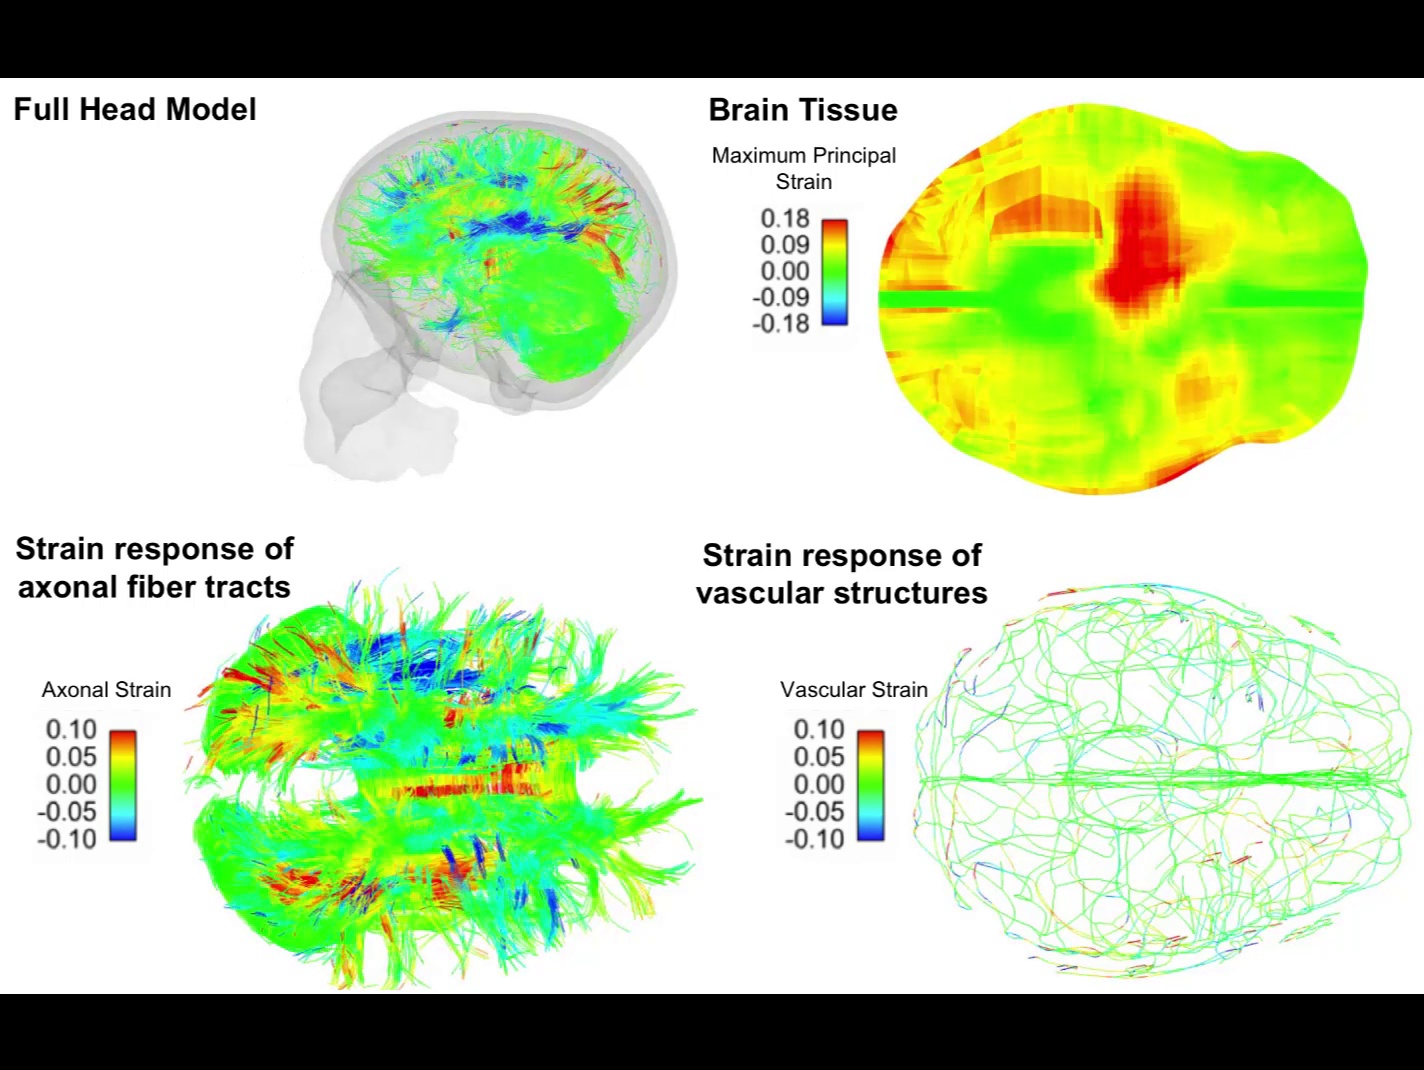 Full Head Model
Brain Tissue
Maximum Principal
Strain
0.18
0.09
0.00
-0.09
-0.18
Strain response of
axonal fiber tracts
Axonal Strain
0.10
0.05
0.00
-0.05
-0.10
Strain response of
vascular structures
Vascular Strain
0.10
0.05
0.00
-0.05
-0.10